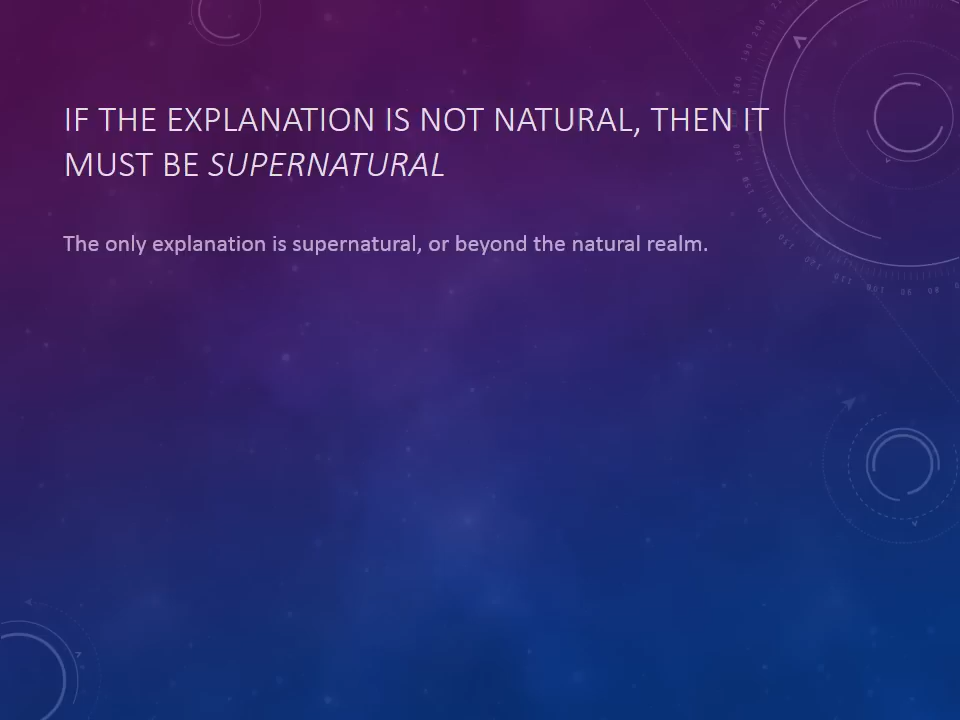 IF THE EXPLANATION IS NOT NATURAL, THEN IT
MUST BE SUPERNATURAL
The only explanation is supernatural, or beyond the natural realm.